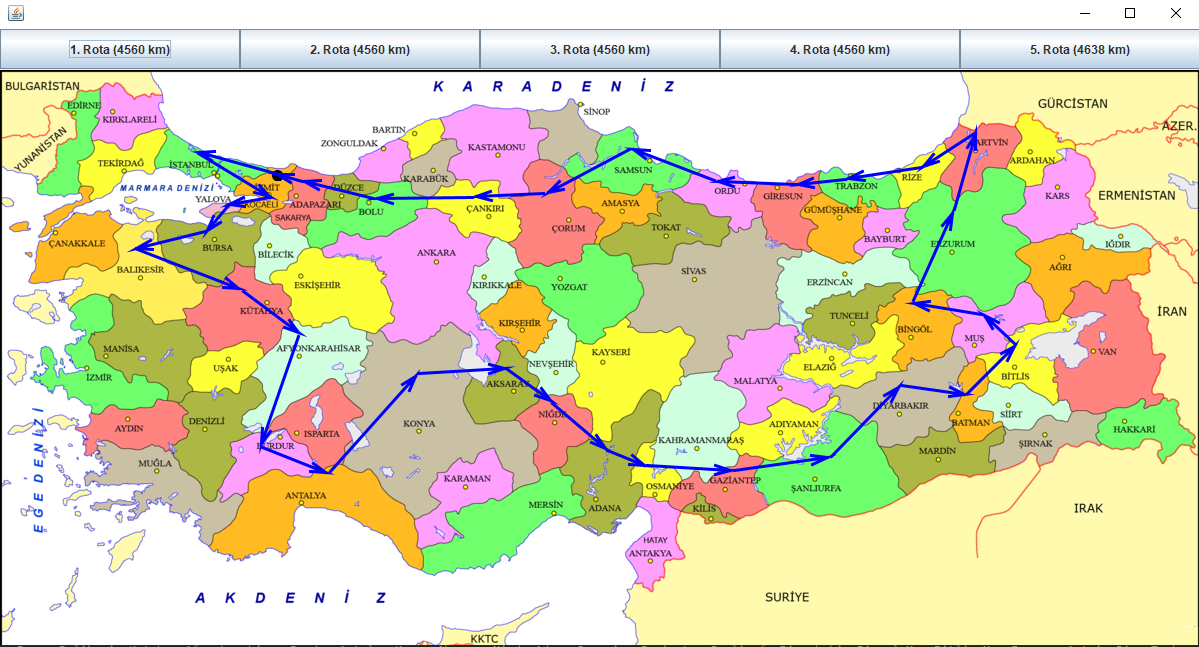 1. Rota (4560 km)
2. Rota (4560 km)
3. Rota (4560 km)
4. Rota (4560 km)
5. Rota (4638 km)
BULGARİSTAN
K A R A D E N İ Z
GÜRCİSTAN
EDİRNE
KIRKLARELİ
SİNOP
AZER.
YUNANİSTAN
BARTIN
ZONGULDAK
KASTAMONU
ARTVİN
ARDAHAN
TEKİRDAĞ
İSTANBUL
KARABÜK
SAMSUN
RİZE
KARS
ERMENİSTAN
MARMARA DENİZİ
İZMİT
DÜZCE
ORDU
TRABZON
YALOVA
KOCAELİ
ADAPAZARI
BOLU
ÇANKIRI
AMASYA
GİRESUN
GÜMÜŞHANE
SAKARYA
ÇORUM
TOKAT
BAYBURT
ERZURUM
IĞDIR
ÇANAKKALE
BURSA
BİLECİK
ANKARA
BALIKESİR
ESKİŞEHİR
KIRIKKALE
YOZGAT
SİVAS
ERZİNCAN
AĞRI
KÜTAHYA
KIRŞEHİR
TUNCELİ
BİNGÖL
MUŞ
İRAN
MANİSA
AFYONKARAHİSAR
UŞAK
NEVŞEHİR
KAYSERİ
ELAZIĞ
VAN
İZMİR
AKSARAY
MALATYA
BİTLİS
AYDIN
DENİZLİ
BURDUR
ISPARTA
KONYA
NİĞDE
KAHRAMANMARAŞ
ADIYAMAN
DİYARBAKIR
BATMAN
SİİRT
HAKKARİ
EGE DENİZİ
MUĞLA
ŞIRNAK
MARDİN
ANTALYA
KARAMAN
MERSİN
ADANA
OSMANİYE
GAZİANTEP
ŞANLIURFA
KİLİS
IRAK
HATAY
ANTAKYA
A K D E N İ Z
SURİYE
KKTC